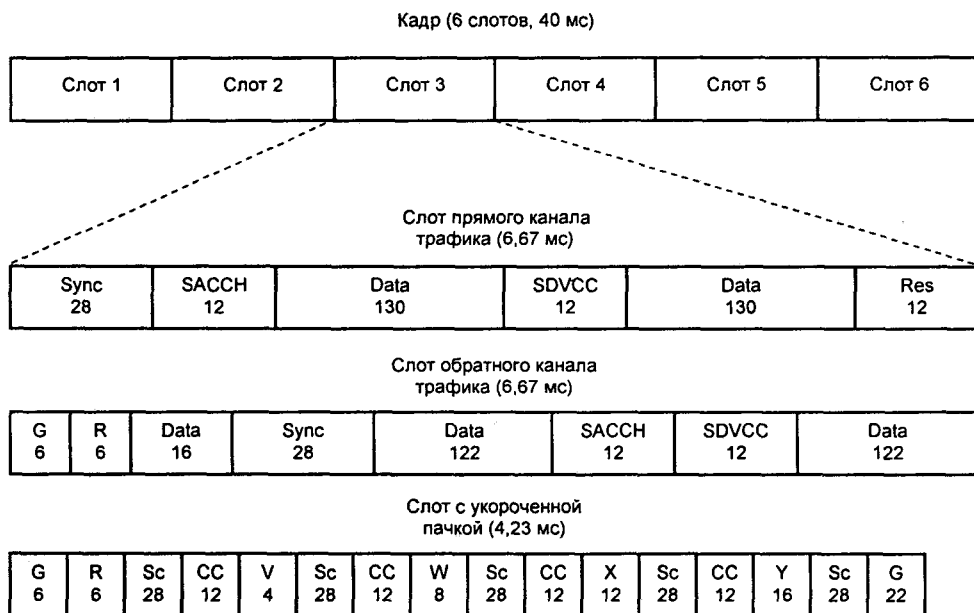 Кадр (6 слотов, 40 мс)
Слот 1 Слот 2 Слот 3 Слот 4 Слот 5 Слот 6
Слот прямого канала
трафика (6,67 мс)
Sync SACCH Data SDVCC Data Res
28 12 130 12 130 12
Слот обратного канала
трафика (6,67 мс)
G R Data Sync Data SACCH SDVCC Data
6 6 16 28 122 12 12 122
Слот с укороченной
пачкой (4,23 мс)
G R Sc CC V Sc CC W Sc CC X Sc CC Y Sc G
6 6 28 12 4 28 12 8 28 12 12 28 12 16 28 22